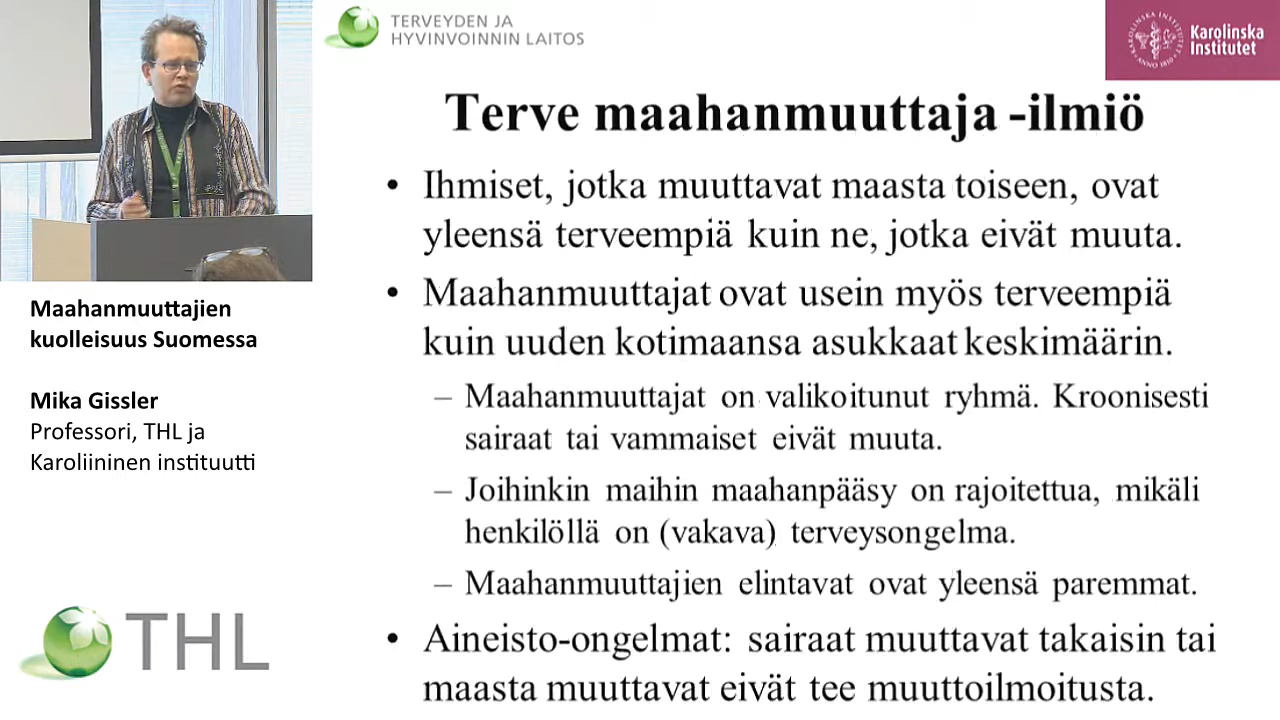 TERVEYDEN JA
HYVINVOINNIN LAITOS
Karolinska
Institutet
KAROLINSKA INSTITUTET
ANNO 1810
Terve maahanmuuttaja -ilmiö
• Ihmiset, jotka muuttavat maasta toiseen, ovat
yleensä terveempiä kuin ne, jotka eivät muuta.
• Maahanmuuttajat ovat usein myös terveempiä
kuin uuden kotimaansa asukkaat keskimäärin.
– Maahanmuuttajat on valikoitunut ryhmä. Kroonisesti
sairaat tai vammaiset eivät muuta.
– Joihinkin maihin maahanpääsy on rajoitettua, mikäli
henkilöllä on (vakava) terveysongelma.
– Maahanmuuttajien elintavat ovat yleensä paremmat.
• Aineisto-ongelmat: sairaat muuttavat takaisin tai
maasta muuttavat eivät tee muuttoilmoitusta.
Maahanmuuttajien
kuolleisuus Suomessa
Mika Gissler
Professori, THL ja
Karoliininen instituutti
THL